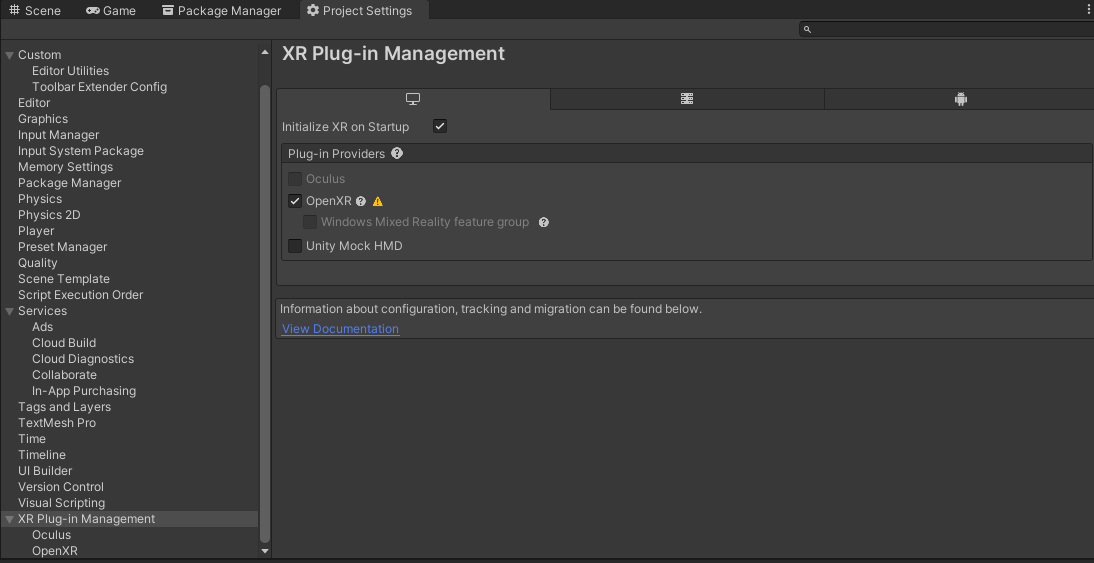 Scene
Game
Package Manager
Project Settings
Custom
Editor Utilities
Toolbar Extender Config
Editor
Graphics
Input Manager
Input System Package
Memory Settings
Package Manager
Physics
Physics 2D
Player
Preset Manager
Quality
Scene Template
Script Execution Order
Services
Ads
Cloud Build
Cloud Diagnostics
Collaborate
In-App Purchasing
Tags and Layers
TextMesh Pro
Time
Timeline
UI Builder
Version Control
Visual Scripting
XR Plug-in Management
Oculus
OpenXR
XR Plug-in Management
Initialize XR on Startup
Plug-in Providers
Oculus
OpenXR
Windows Mixed Reality feature group
Unity Mock HMD
Information about configuration, tracking and migration can be found below.
View Documentation